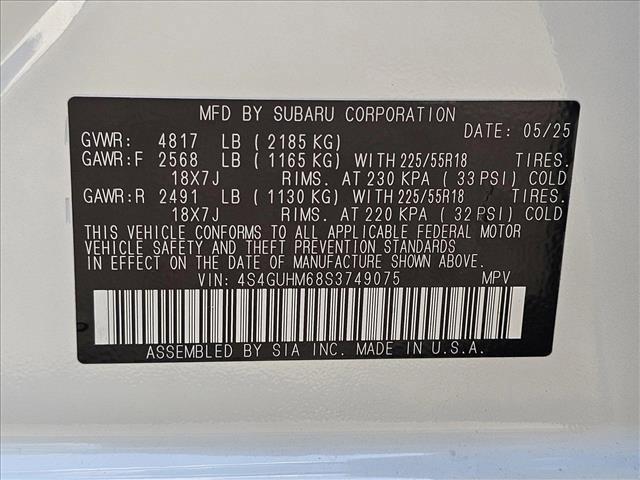 MFD BY SUBARU CORPORATION
GVWR: 4817 LB ( 2185 KG) DATE: 05/25
GAWR: F 2568 LB ( 1165 KG) WITH 225/55R18 TIRES.
18X7J RIMS. AT 230 KPA ( 33 PSI) COLD
GAWR: R 2491 LB ( 1130 KG) WITH 225/55R18 TIRES.
18X7J RIMS. AT 220 KPA ( 32 PSI) COLD
THIS VEHICLE CONFORMS TO ALL APPLICABLE FEDERAL MOTOR
VEHICLE SAFETY AND THEFT PREVENTION STANDARDS
IN EFFECT ON THE DATE OF MANUFACTURE SHOWN ABOVE.
VIN: 4S4GUHM68S3749075 MPV
ASSEMBLED BY SIA INC. MADE IN U.S.A.